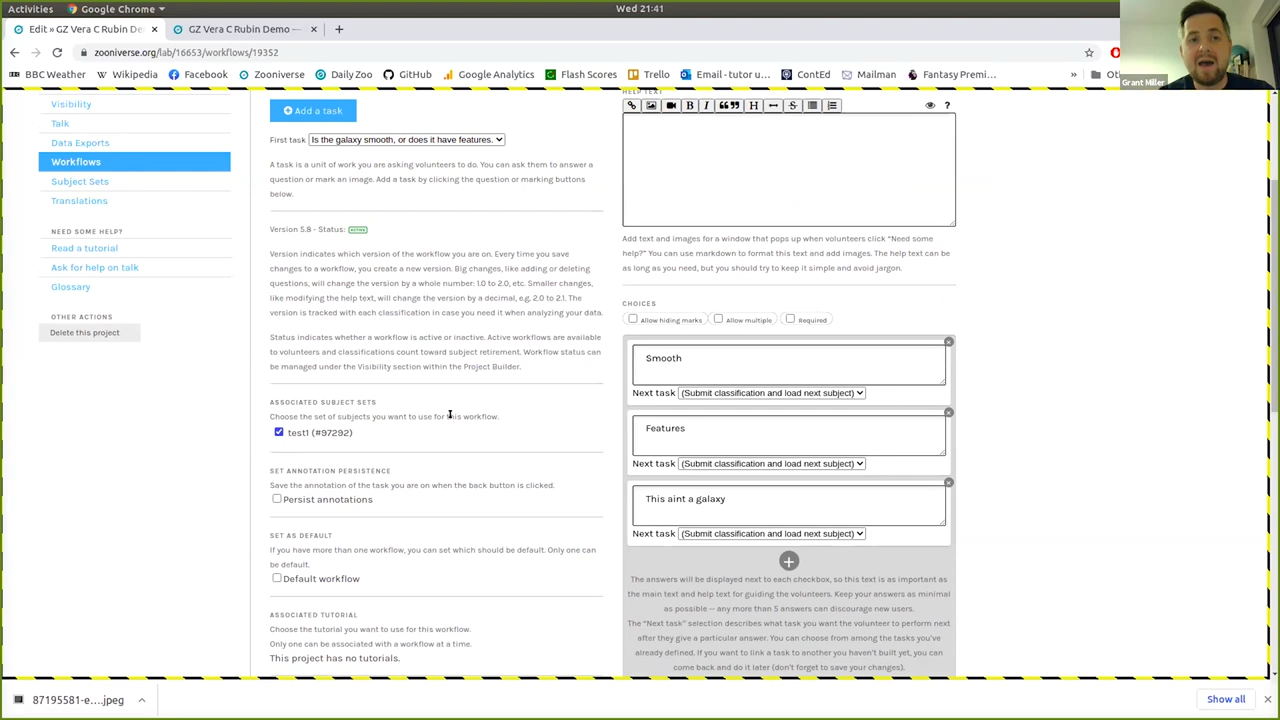 Activities
Google Chrome
Wed 21:41
Edit » GZ Vera C Rubin De
GZ Vera C Rubin Demo —
zooniverse.org/lab/16653/workflows/19352
BBC Weather
Wikipedia
Facebook
Zooniverse
Daily Zoo
GitHub
Google Analytics
Flash Scores
Trello
Email - tutor u...
ContEd
Mailman
Fantasy Premi...
»
Grant Miller
Visibility
Talk
Data Exports
Workflows
Subject Sets
Translations
NEED SOME HELP?
Read a tutorial
Ask for help on talk
Glossary
OTHER ACTIONS
Delete this project
Add a task
First task Is the galaxy smooth, or does it have features.
A task is a unit of work you are asking volunteers to do. You can ask them to answer a
question or mark an image. Add a task by clicking the question or marking buttons
below.
Version 5.8 - Status: ACTIVE
Version indicates which version of the workflow you are on. Every time you save
changes to a workflow, you create a new version. Big changes, like adding or deleting
questions, will change the version by a whole number: 1.0 to 2.0, etc. Smaller changes,
like modifying the help text, will change the version by a decimal, e.g. 2.0 to 2.1. The
version is tracked with each classification in case you need it when analyzing your data.
Status indicates whether a workflow is active or inactive. Active workflows are available
to volunteers and classifications count toward subject retirement. Workflow status can
be managed under the Visibility section within the Project Builder.
ASSOCIATED SUBJECT SETS
Choose the set of subjects you want to use for this workflow.
test1 (#97292)
SET ANNOTATION PERSISTENCE
Save the annotation of the task you are on when the back button is clicked.
Persist annotations
SET AS DEFAULT
If you have more than one workflow, you can set which should be default. Only one can
be default.
Default workflow
ASSOCIATED TUTORIAL
Choose the tutorial you want to use for this workflow.
Only one can be associated with a workflow at a time.
This project has no tutorials.
HELP TEXT
B I H S ?
Add text and images for a window that pops up when volunteers click “Need some
help?” You can use markdown to format this text and add images. The help text can be
as long as you need, but you should try to keep it simple and avoid jargon.
CHOICES
Allow hiding marks Allow multiple Required
Smooth
Next task (Submit classification and load next subject)
Features
Next task (Submit classification and load next subject)
This aint a galaxy
Next task (Submit classification and load next subject)
The answers will be displayed next to each checkbox, so this text is as important as
the main text and help text for guiding the volunteers. Keep your answers as minimal
as possible -- any more than 5 answers can discourage new users.
The “Next task” selection describes what task you want the volunteer to perform next
after they give a particular answer. You can choose from among the tasks you’ve
already defined. If you want to link a task to another you haven’t built yet, you can
come back and do it later (don’t forget to save your changes).
87195581-e....jpeg
Show all